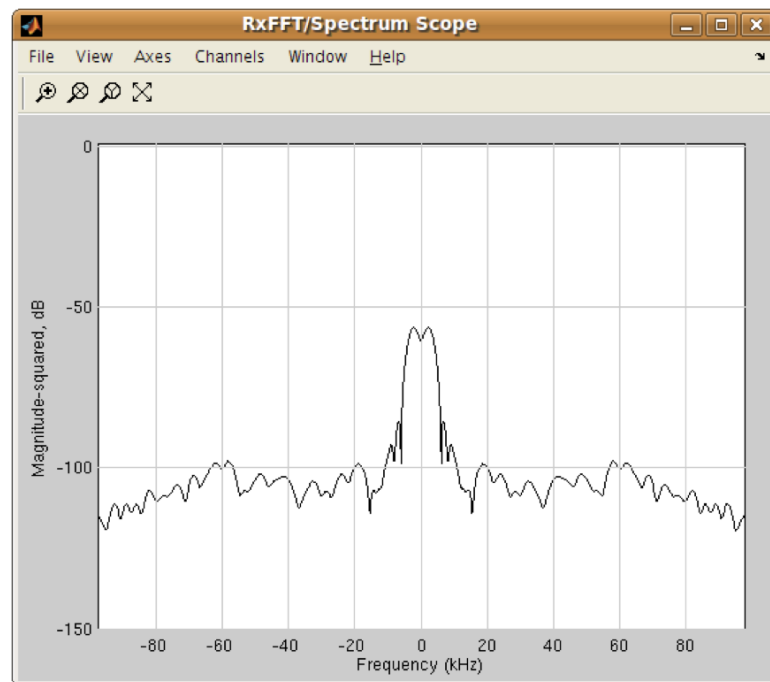 RxFFT/Spectrum Scope
File View Axes Channels Window Help
0
-50
-100
-150
Magnitude-squared, dB
-80 -60 -40 -20 0 20 40 60 80
Frequency (kHz)